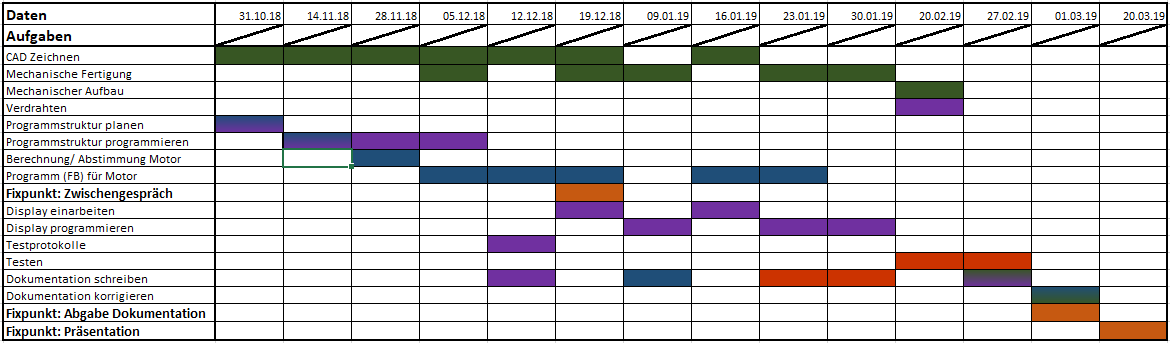 Daten 31.10.18 14.11.18 28.11.18 05.12.18 12.12.18 19.12.18 09.01.19 16.01.19 23.01.19 30.01.19 20.02.19 27.02.19 01.03.19 20.03.19
Aufgaben
CAD Zeichnen
Mechanische Fertigung
Mechanischer Aufbau
Verdrahten
Programmstruktur planen
Programmstruktur programmieren
Berechnung/ Abstimmung Motor
Programm (FB) für Motor
Fixpunkt: Zwischengespräch
Display einarbeiten
Display programmieren
Testprotokolle
Testen
Dokumentation schreiben
Dokumentation korrigieren
Fixpunkt: Abgabe Dokumentation
Fixpunkt: Präsentation